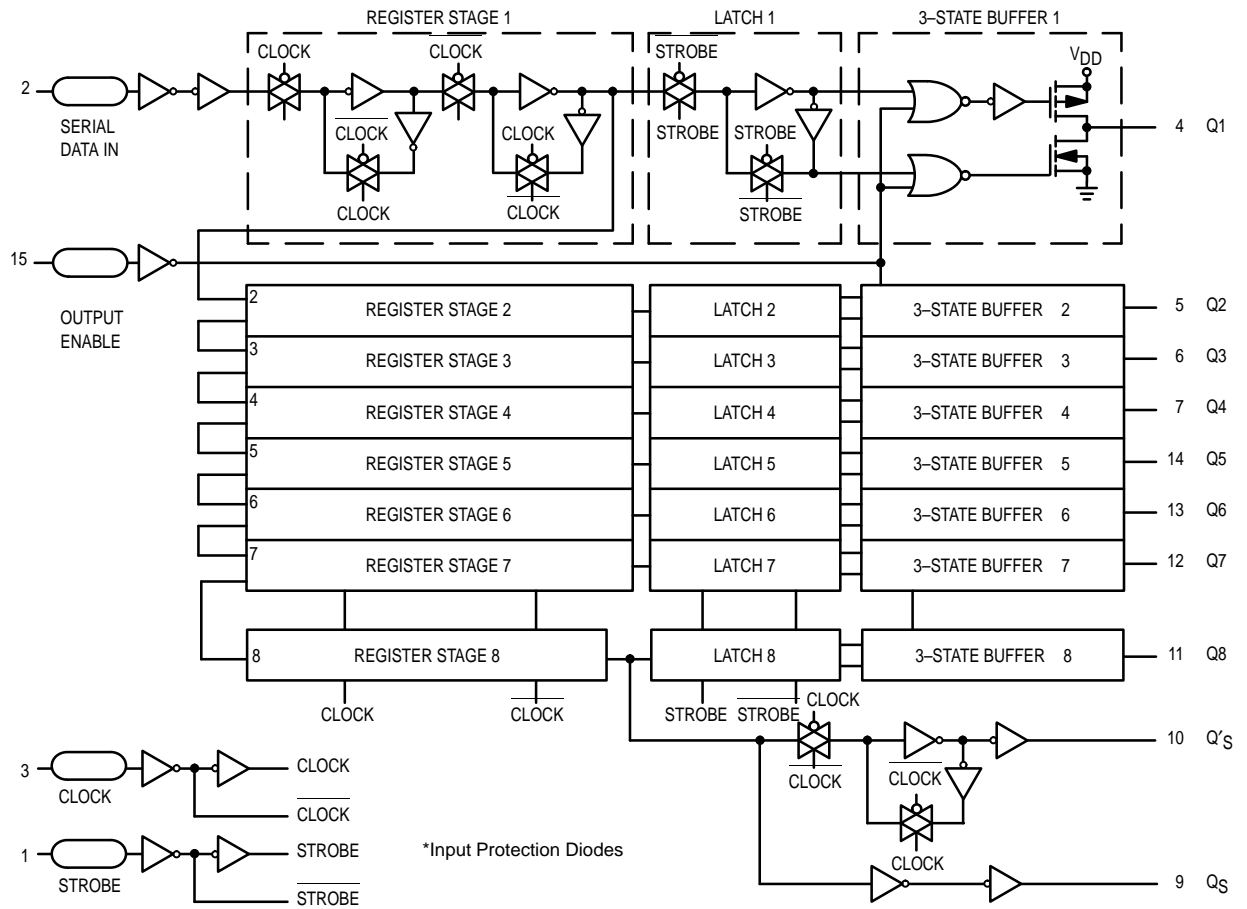 REGISTER STAGE 1 LATCH 1 3–STATE BUFFER 1
CLOCK CLOCK STROBE VDD
2 SERIAL DATA IN
CLOCK STROBE STROBE
CLOCK CLOCK
CLOCK CLOCK STROBE
4 Q1
15 OUTPUT ENABLE
2 REGISTER STAGE 2 LATCH 2 3–STATE BUFFER 2 5 Q2
3 REGISTER STAGE 3 LATCH 3 3–STATE BUFFER 3 6 Q3
4 REGISTER STAGE 4 LATCH 4 3–STATE BUFFER 4 7 Q4
5 REGISTER STAGE 5 LATCH 5 3–STATE BUFFER 5 14 Q5
6 REGISTER STAGE 6 LATCH 6 3–STATE BUFFER 6 13 Q6
7 REGISTER STAGE 7 LATCH 7 3–STATE BUFFER 7 12 Q7
8 REGISTER STAGE 8 LATCH 8 3–STATE BUFFER 8 11 Q8
CLOCK CLOCK STROBE STROBE CLOCK
10 Q'S
CLOCK CLOCK
CLOCK
3 CLOCK CLOCK
CLOCK
1 STROBE STROBE
STROBE
*Input Protection Diodes
9 QS